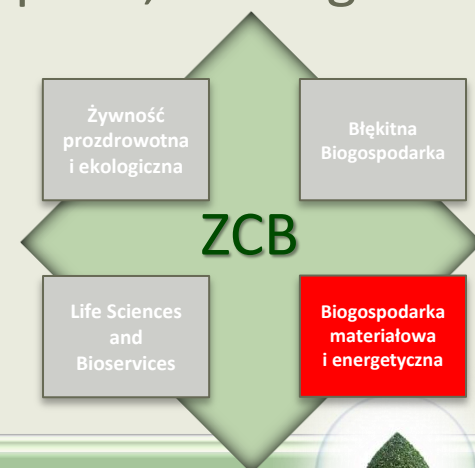 Żywność
prozdrowotna
i ekologiczna
Błękitna
Biogospodarka
ZCB
Life Sciences
and
Bioservices
Biogospodarka
materiałowa
i energetyczna